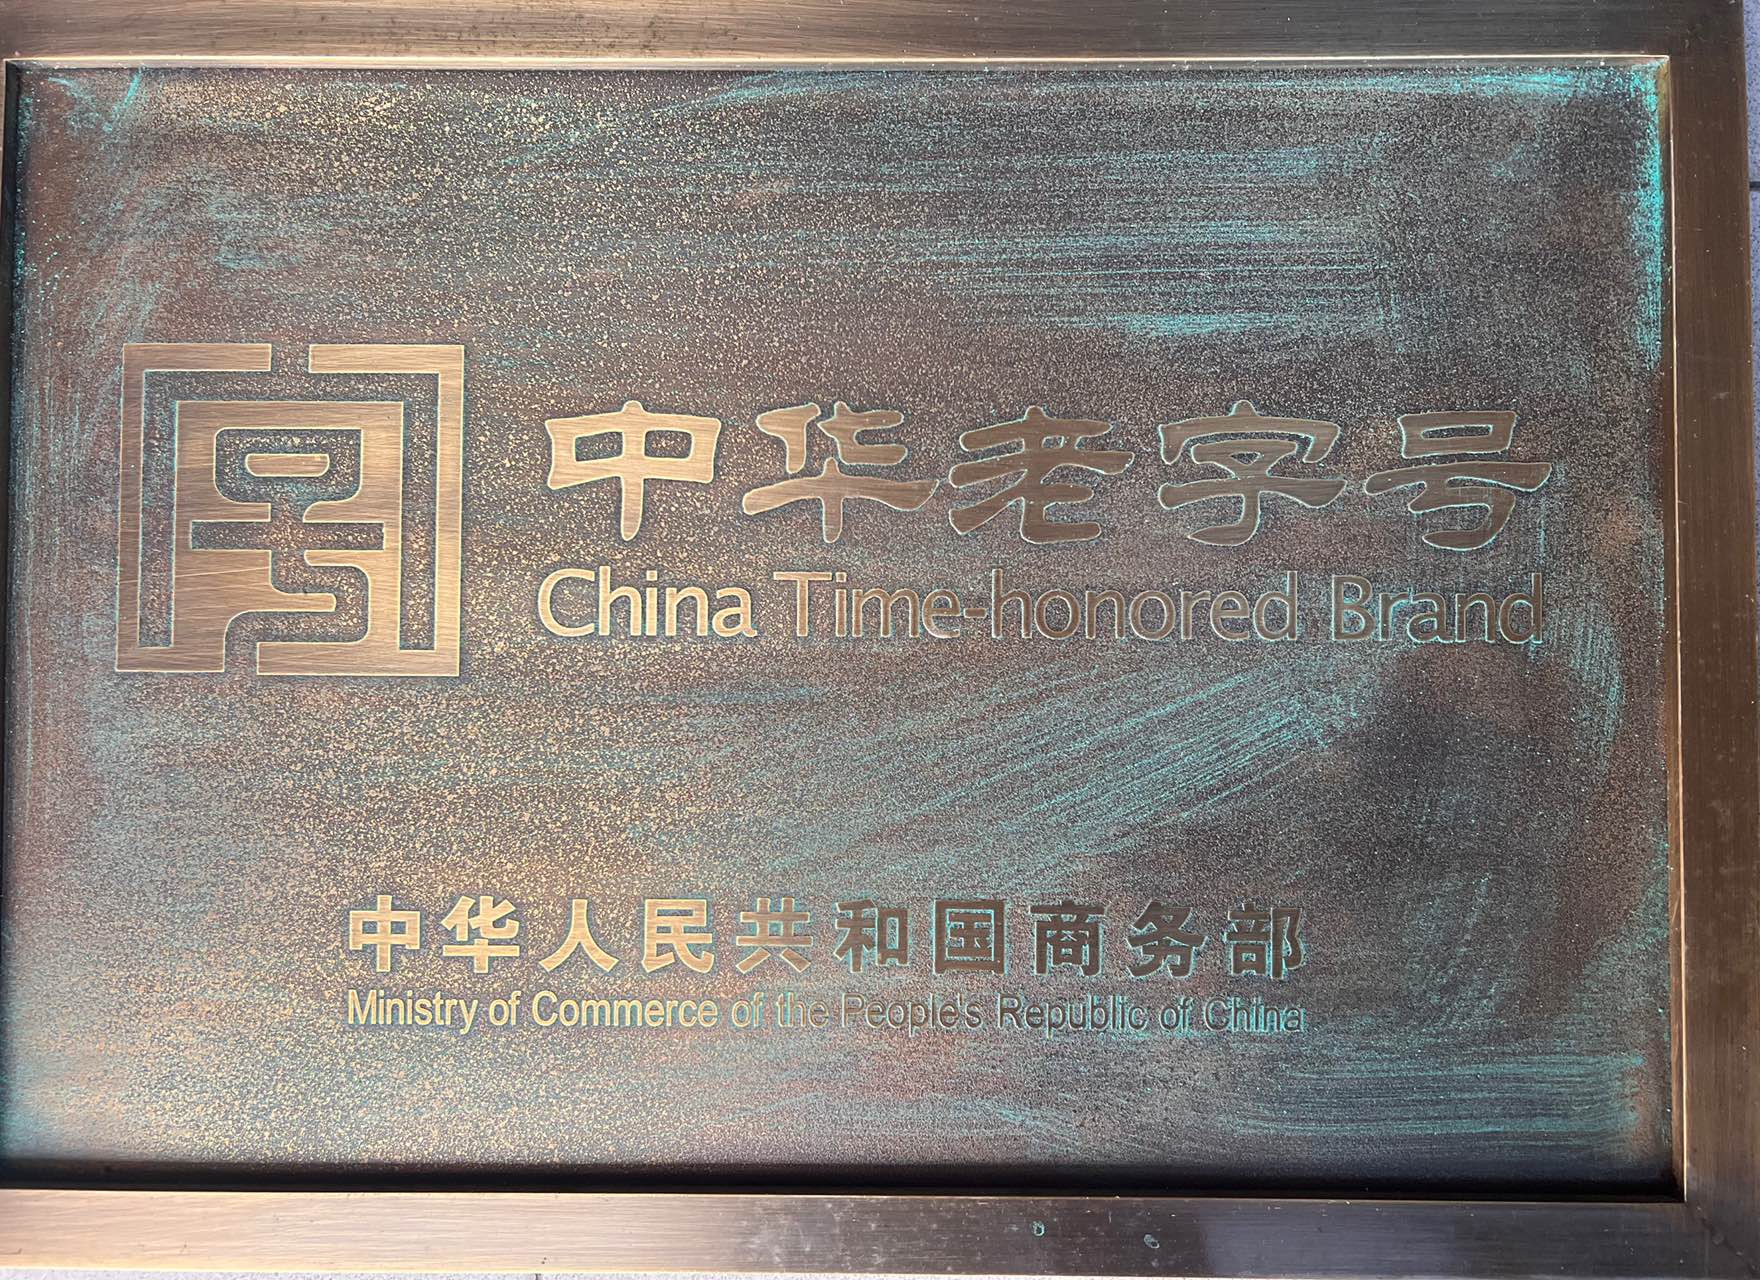 中华老字号
China Time-honored Brand
中华人民共和国商务部
Ministry of Commerce of the People's Republic of China